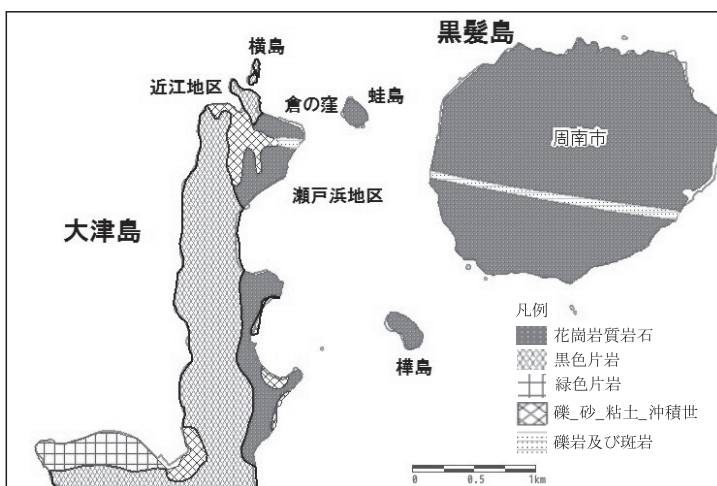 黒髪島
横島
近江地区
倉の窪
蛙島
周南市
瀬戸浜地区
大津島
樺島
凡例
花崗岩質岩石
黒色片岩
緑色片岩
礫_砂_粘土_沖積世
礫岩及び斑岩
0 0.5 1km